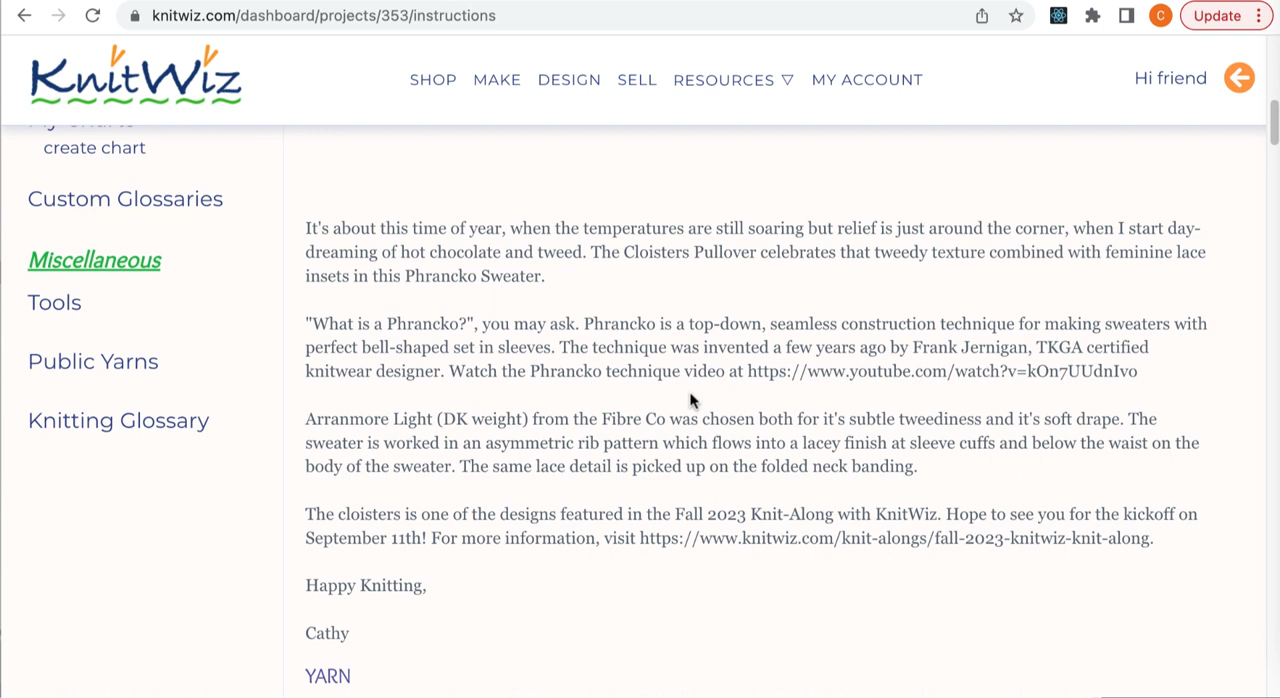 knitwiz.com/dashboard/projects/353/instructions
C
Update
KnitWiz
SHOP MAKE DESIGN SELL RESOURCES ▽ MY ACCOUNT
Hi friend
My Charts
create chart
Custom Glossaries
Miscellaneous
Tools
Public Yarns
Knitting Glossary
It's about this time of year, when the temperatures are still soaring but relief is just around the corner, when I start day-
dreaming of hot chocolate and tweed. The Cloisters Pullover celebrates that tweedy texture combined with feminine lace
insets in this Phrancko Sweater.
"What is a Phrancko?", you may ask. Phrancko is a top-down, seamless construction technique for making sweaters with
perfect bell-shaped set in sleeves. The technique was invented a few years ago by Frank Jernigan, TKGA certified
knitwear designer. Watch the Phrancko technique video at https://www.youtube.com/watch?v=kOn7UUdnIvo
Arranmore Light (DK weight) from the Fibre Co was chosen both for it's subtle tweediness and it's soft drape. The
sweater is worked in an asymmetric rib pattern which flows into a lacey finish at sleeve cuffs and below the waist on the
body of the sweater. The same lace detail is picked up on the folded neck banding.
The cloisters is one of the designs featured in the Fall 2023 Knit-Along with KnitWiz. Hope to see you for the kickoff on
September 11th! For more information, visit https://www.knitwiz.com/knit-alongs/fall-2023-knitwiz-knit-along.
Happy Knitting,
Cathy
YARN